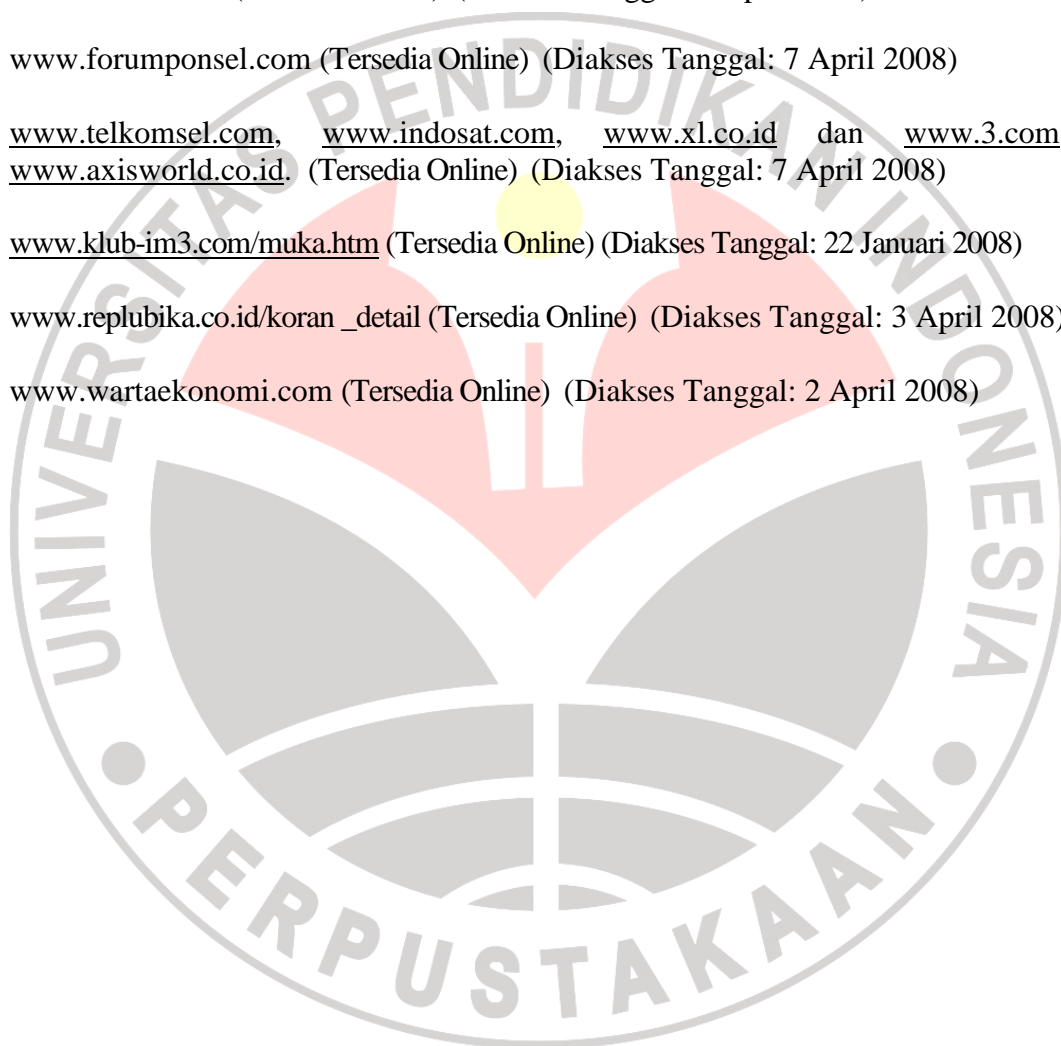 www.forumponsel.com (Tersedia Online) (Diakses Tanggal: 7 April 2008)
www.telkomsel.com, www.indosat.com, www.xl.co.id dan www.3.com
www.axisworld.co.id. (Tersedia Online) (Diakses Tanggal: 7 April 2008)
www.klub-im3.com/muka.htm (Tersedia Online) (Diakses Tanggal: 22 Januari 2008)
www.replubika.co.id/koran _detail (Tersedia Online) (Diakses Tanggal: 3 April 2008)
www.wartaekonomi.com (Tersedia Online) (Diakses Tanggal: 2 April 2008)
UNIVERSITAS PENDIDIKAN INDONESIA
PERPUSTAKAAN